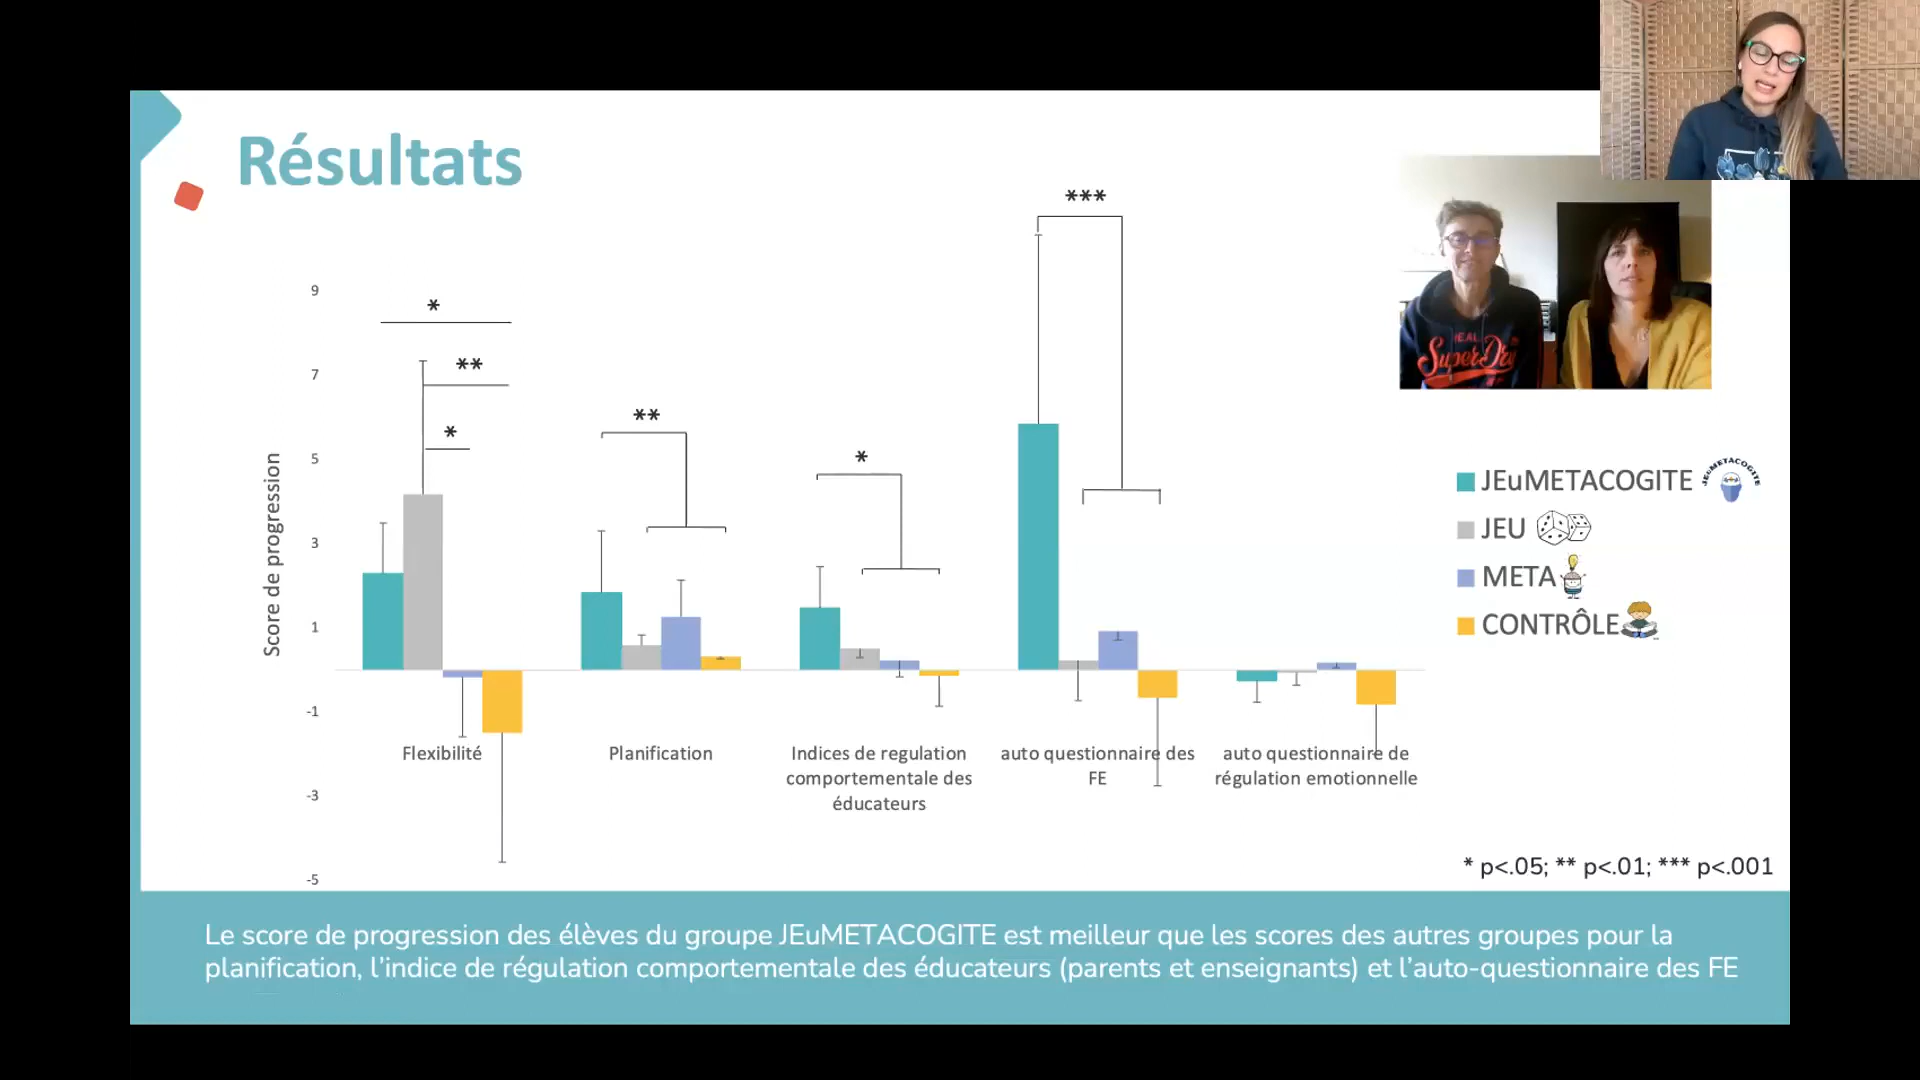 Résultats
***
9
*
**
7
**
*
*
5
Score de progression
3
1
-1
-3
-5
Flexibilité
Planification
Indices de regulation
comportementale des
éducateurs
auto questionnaire des
FE
auto questionnaire de
régulation emotionnelle
REAL
SuperDry
JEuMETACOGITE
JEuMETACOGITE
JEU
META
CONTRÔLE
* p<.05; ** p<.01; *** p<.001
Le score de progression des élèves du groupe JEuMETACOGITE est meilleur que les scores des autres groupes pour la
planification, l'indice de régulation comportementale des éducateurs (parents et enseignants) et l'auto-questionnaire des FE